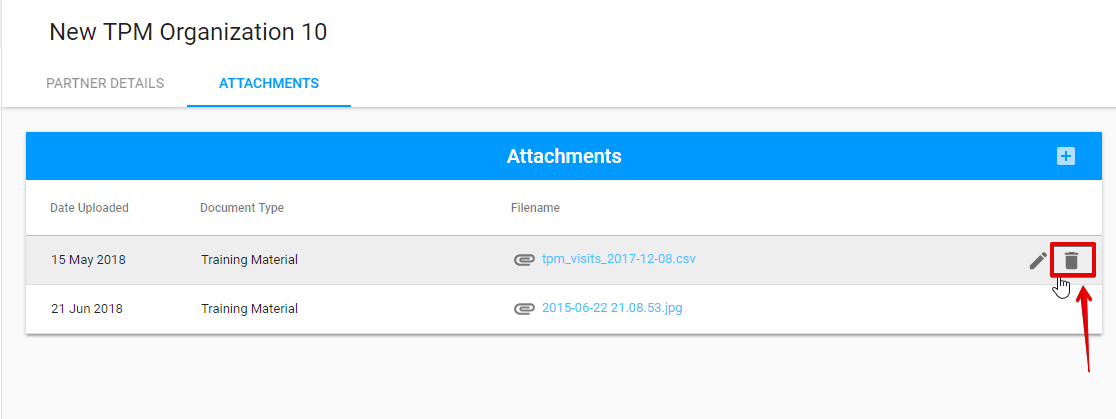 New TPM Organization 10
PARTNER DETAILS ATTACHMENTS
Attachments
Date Uploaded Document Type Filename
15 May 2018 Training Material tpm_visits_2017-12-08.csv
21 Jun 2018 Training Material 2015-06-22 21.08.53.jpg